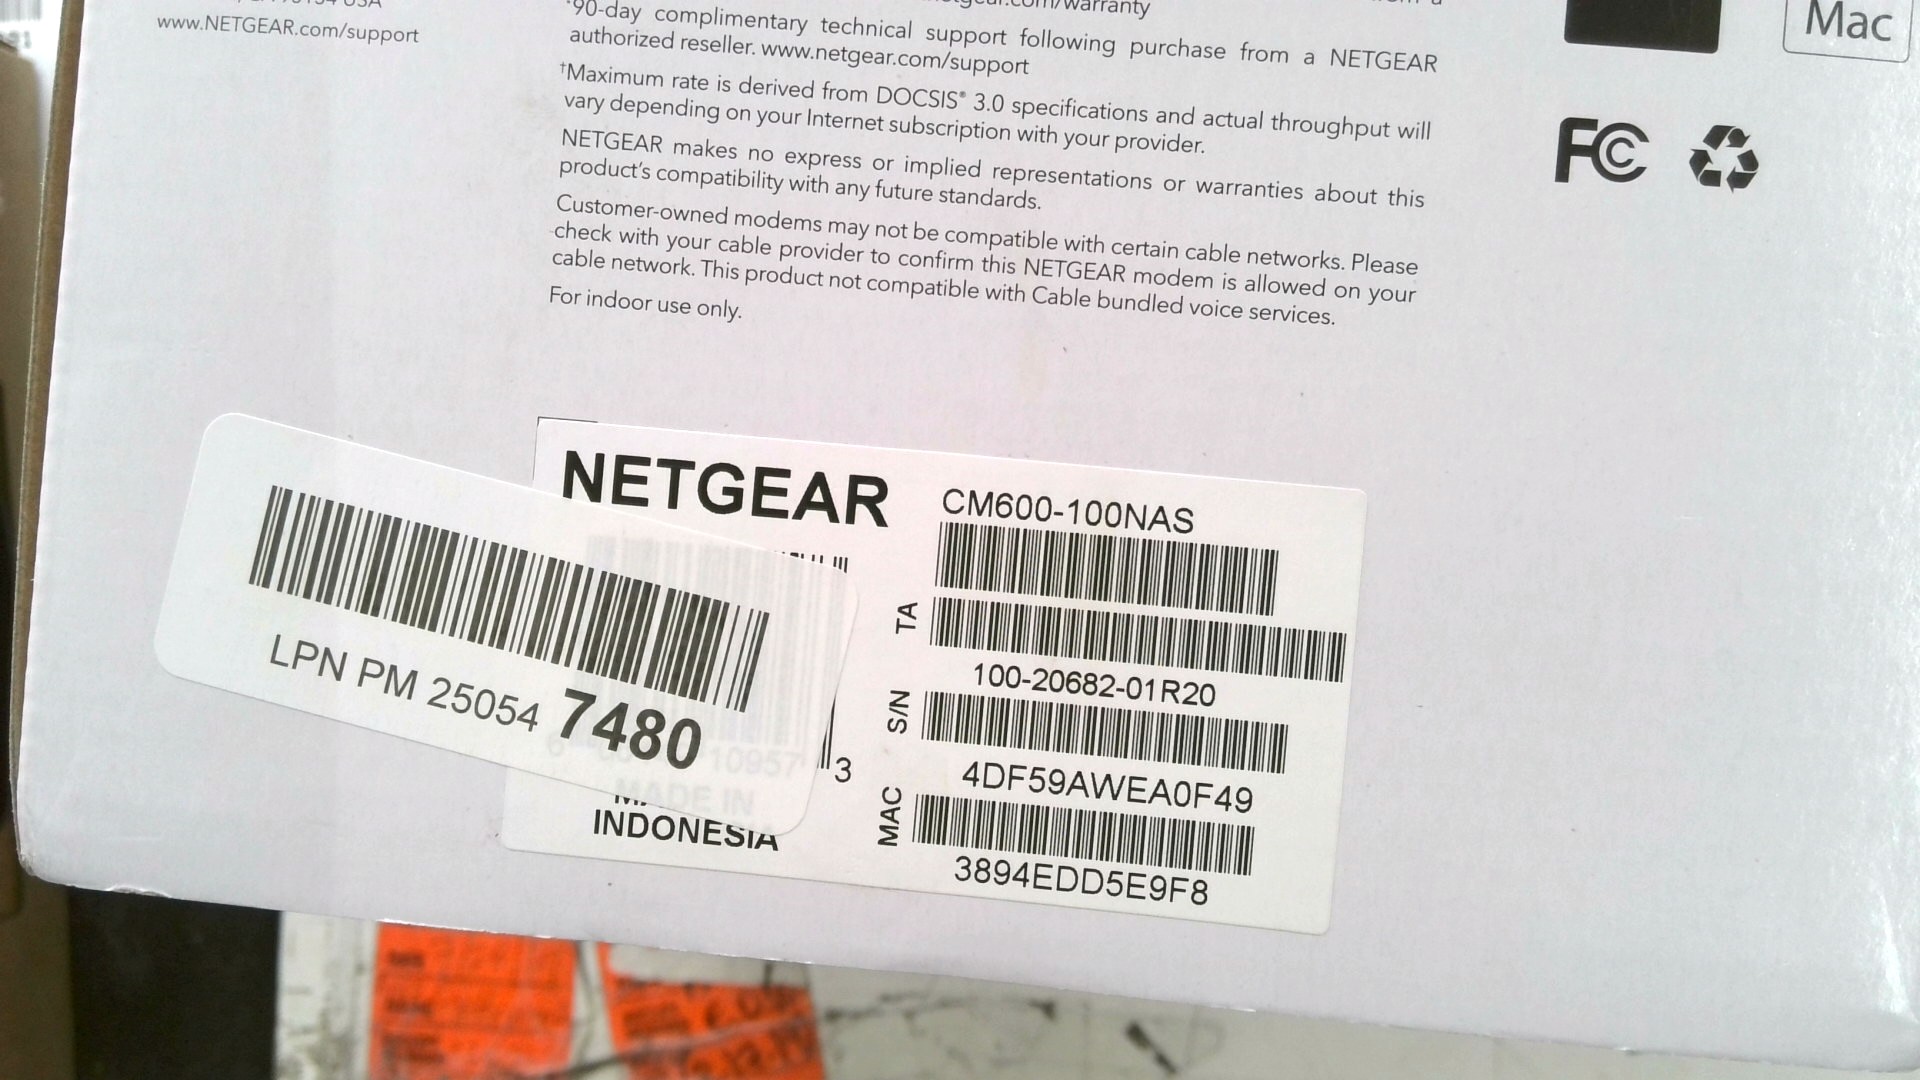 www.NETGEAR.com/support
90-day complimentary technical support following purchase from a NETGEAR
authorized reseller. www.netgear.com/support
†Maximum rate is derived from DOCSIS® 3.0 specifications and actual throughput will
vary depending on your Internet subscription with your provider.
NETGEAR makes no express or implied representations or warranties about this
product's compatibility with any future standards.
Customer-owned modems may not be compatible with certain cable networks. Please
check with your cable provider to confirm this NETGEAR modem is allowed on your
cable network. This product not compatible with Cable bundled voice services.
For indoor use only.
Mac
FC
NETGEAR
CM600-100NAS
TA
100-20682-01R20
S/N
4DF59AWEA0F49
MAC
3894EDD5E9F8
LPN PM 25054 7480
10957 3
MADE IN
INDONESIA